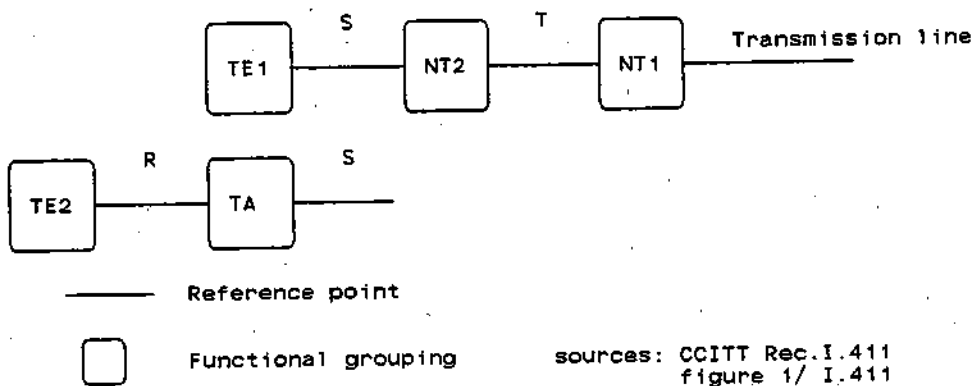 S T
Transmission line
TE1 NT2 NT1
R S
TE2 TA
Reference point
Functional grouping
sources: CCITT Rec.I.411
figure 1/ I.411